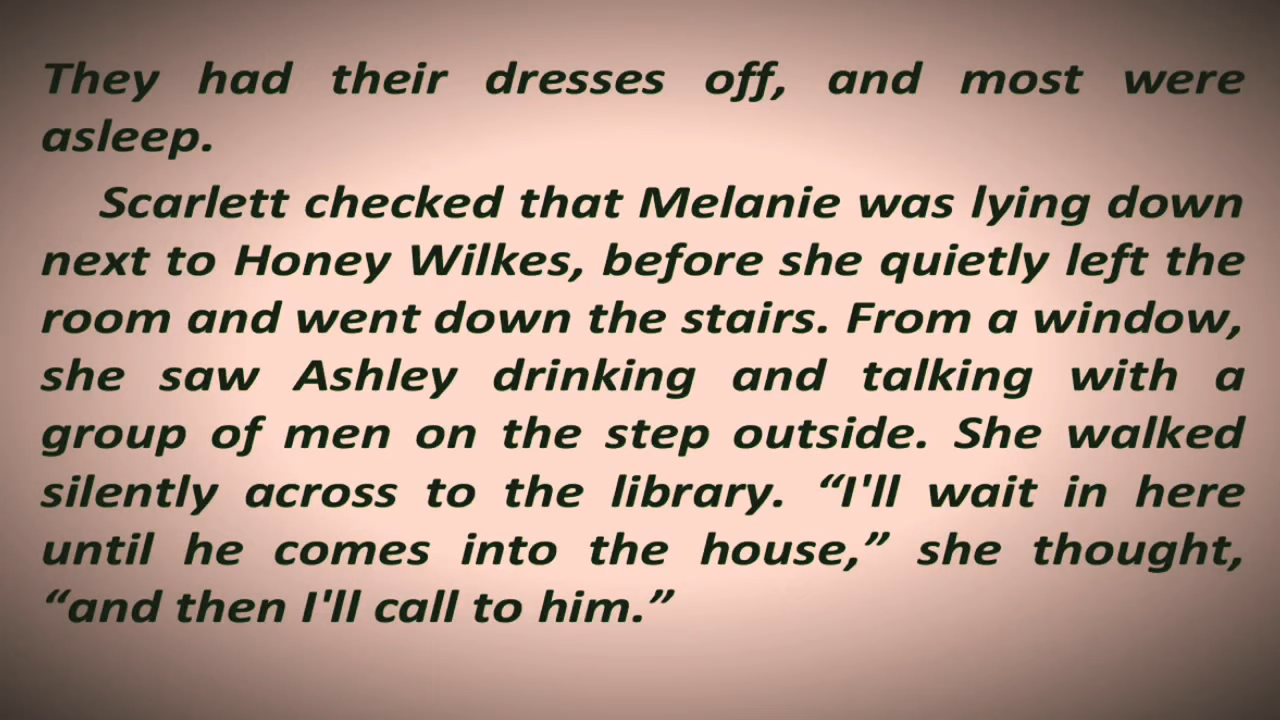 They had their dresses off, and most were
asleep.
Scarlett checked that Melanie was lying down
next to Honey Wilkes, before she quietly left the
room and went down the stairs. From a window,
she saw Ashley drinking and talking with a
group of men on the step outside. She walked
silently across to the library. “I'll wait in here
until he comes into the house,” she thought,
“and then I'll call to him.”